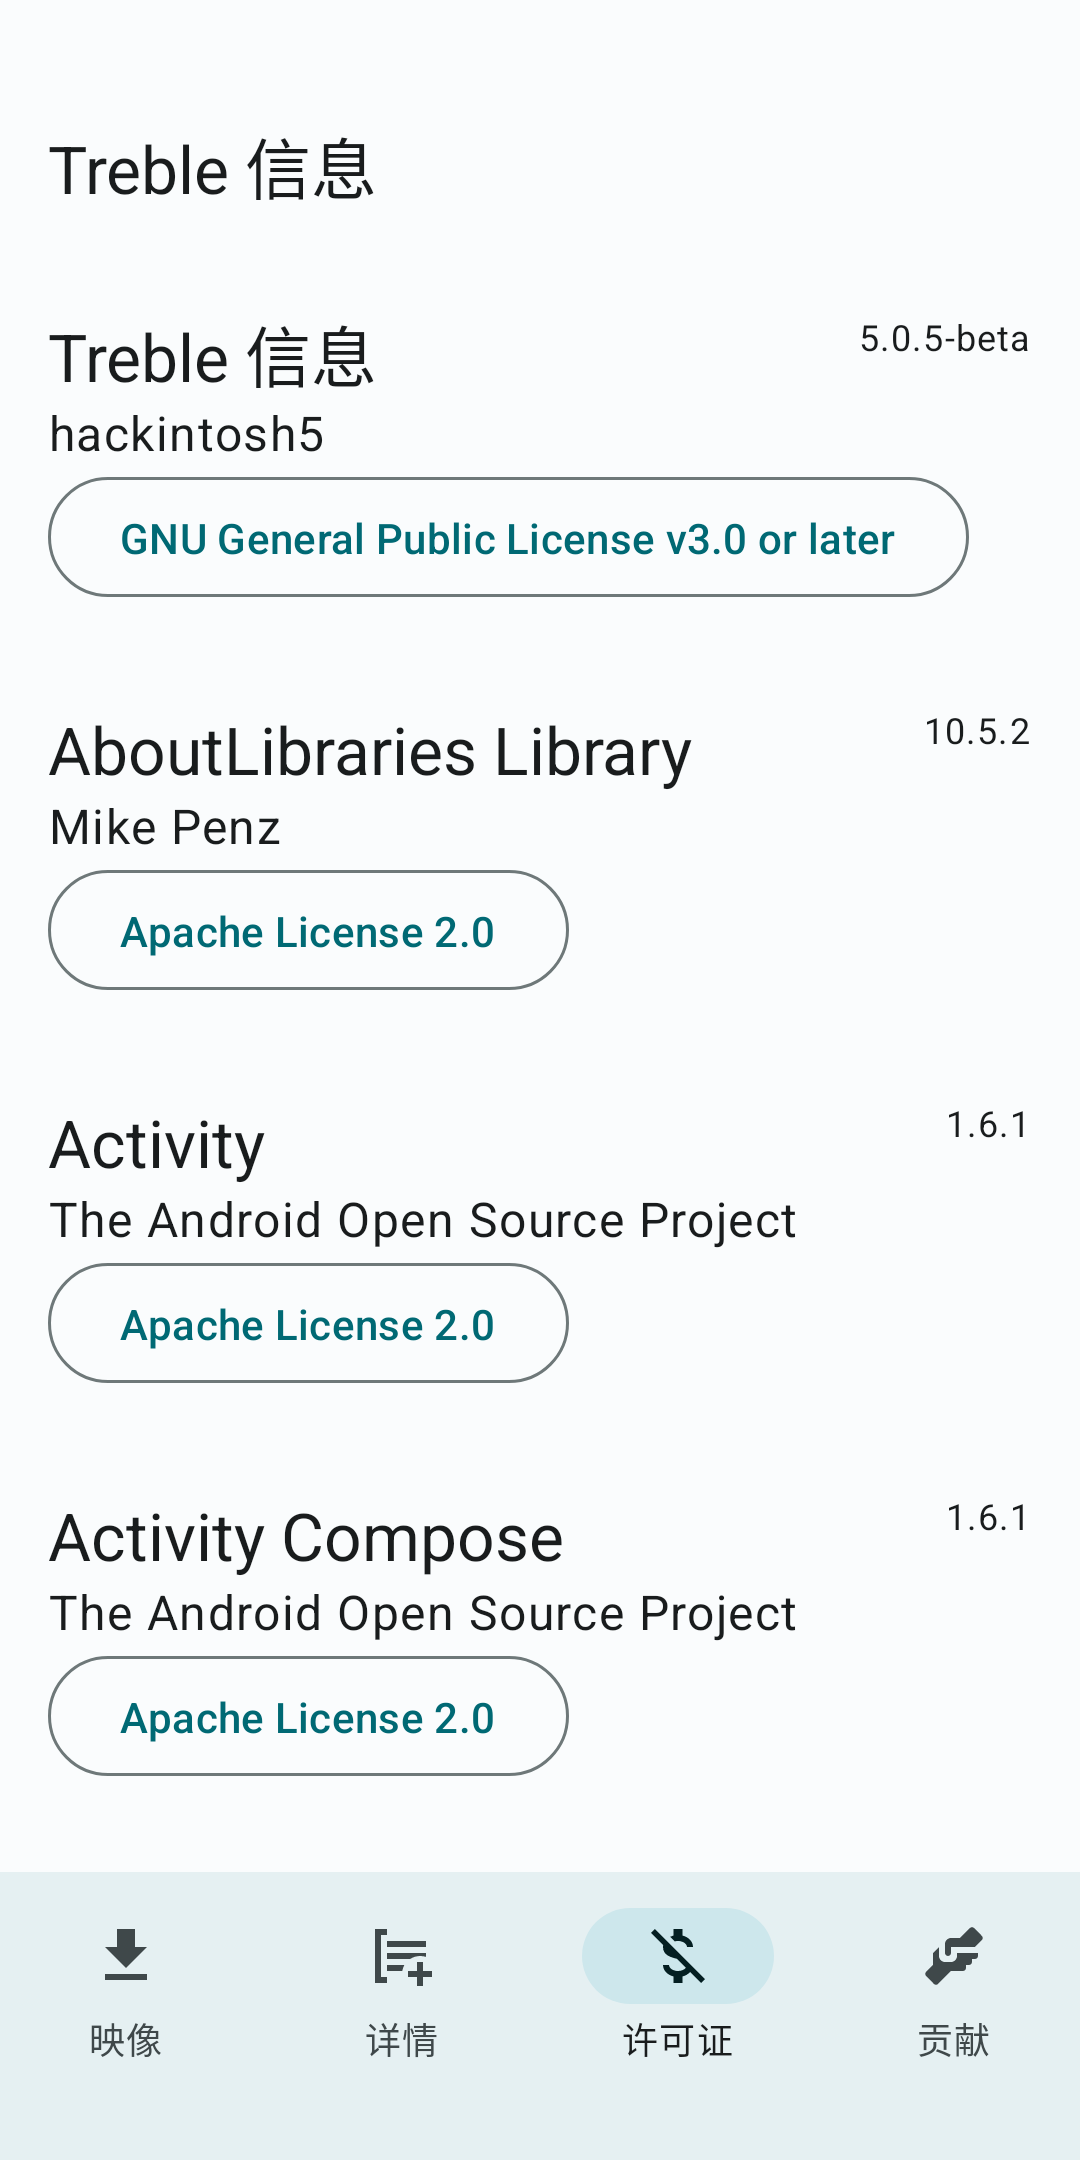 Treble 信息
Treble 信息
5.0.5-beta
hackintosh5
GNU General Public License v3.0 or later
AboutLibraries Library
10.5.2
Mike Penz
Apache License 2.0
Activity
1.6.1
The Android Open Source Project
Apache License 2.0
Activity Compose
1.6.1
The Android Open Source Project
Apache License 2.0
映像
详情
许可证
贡献